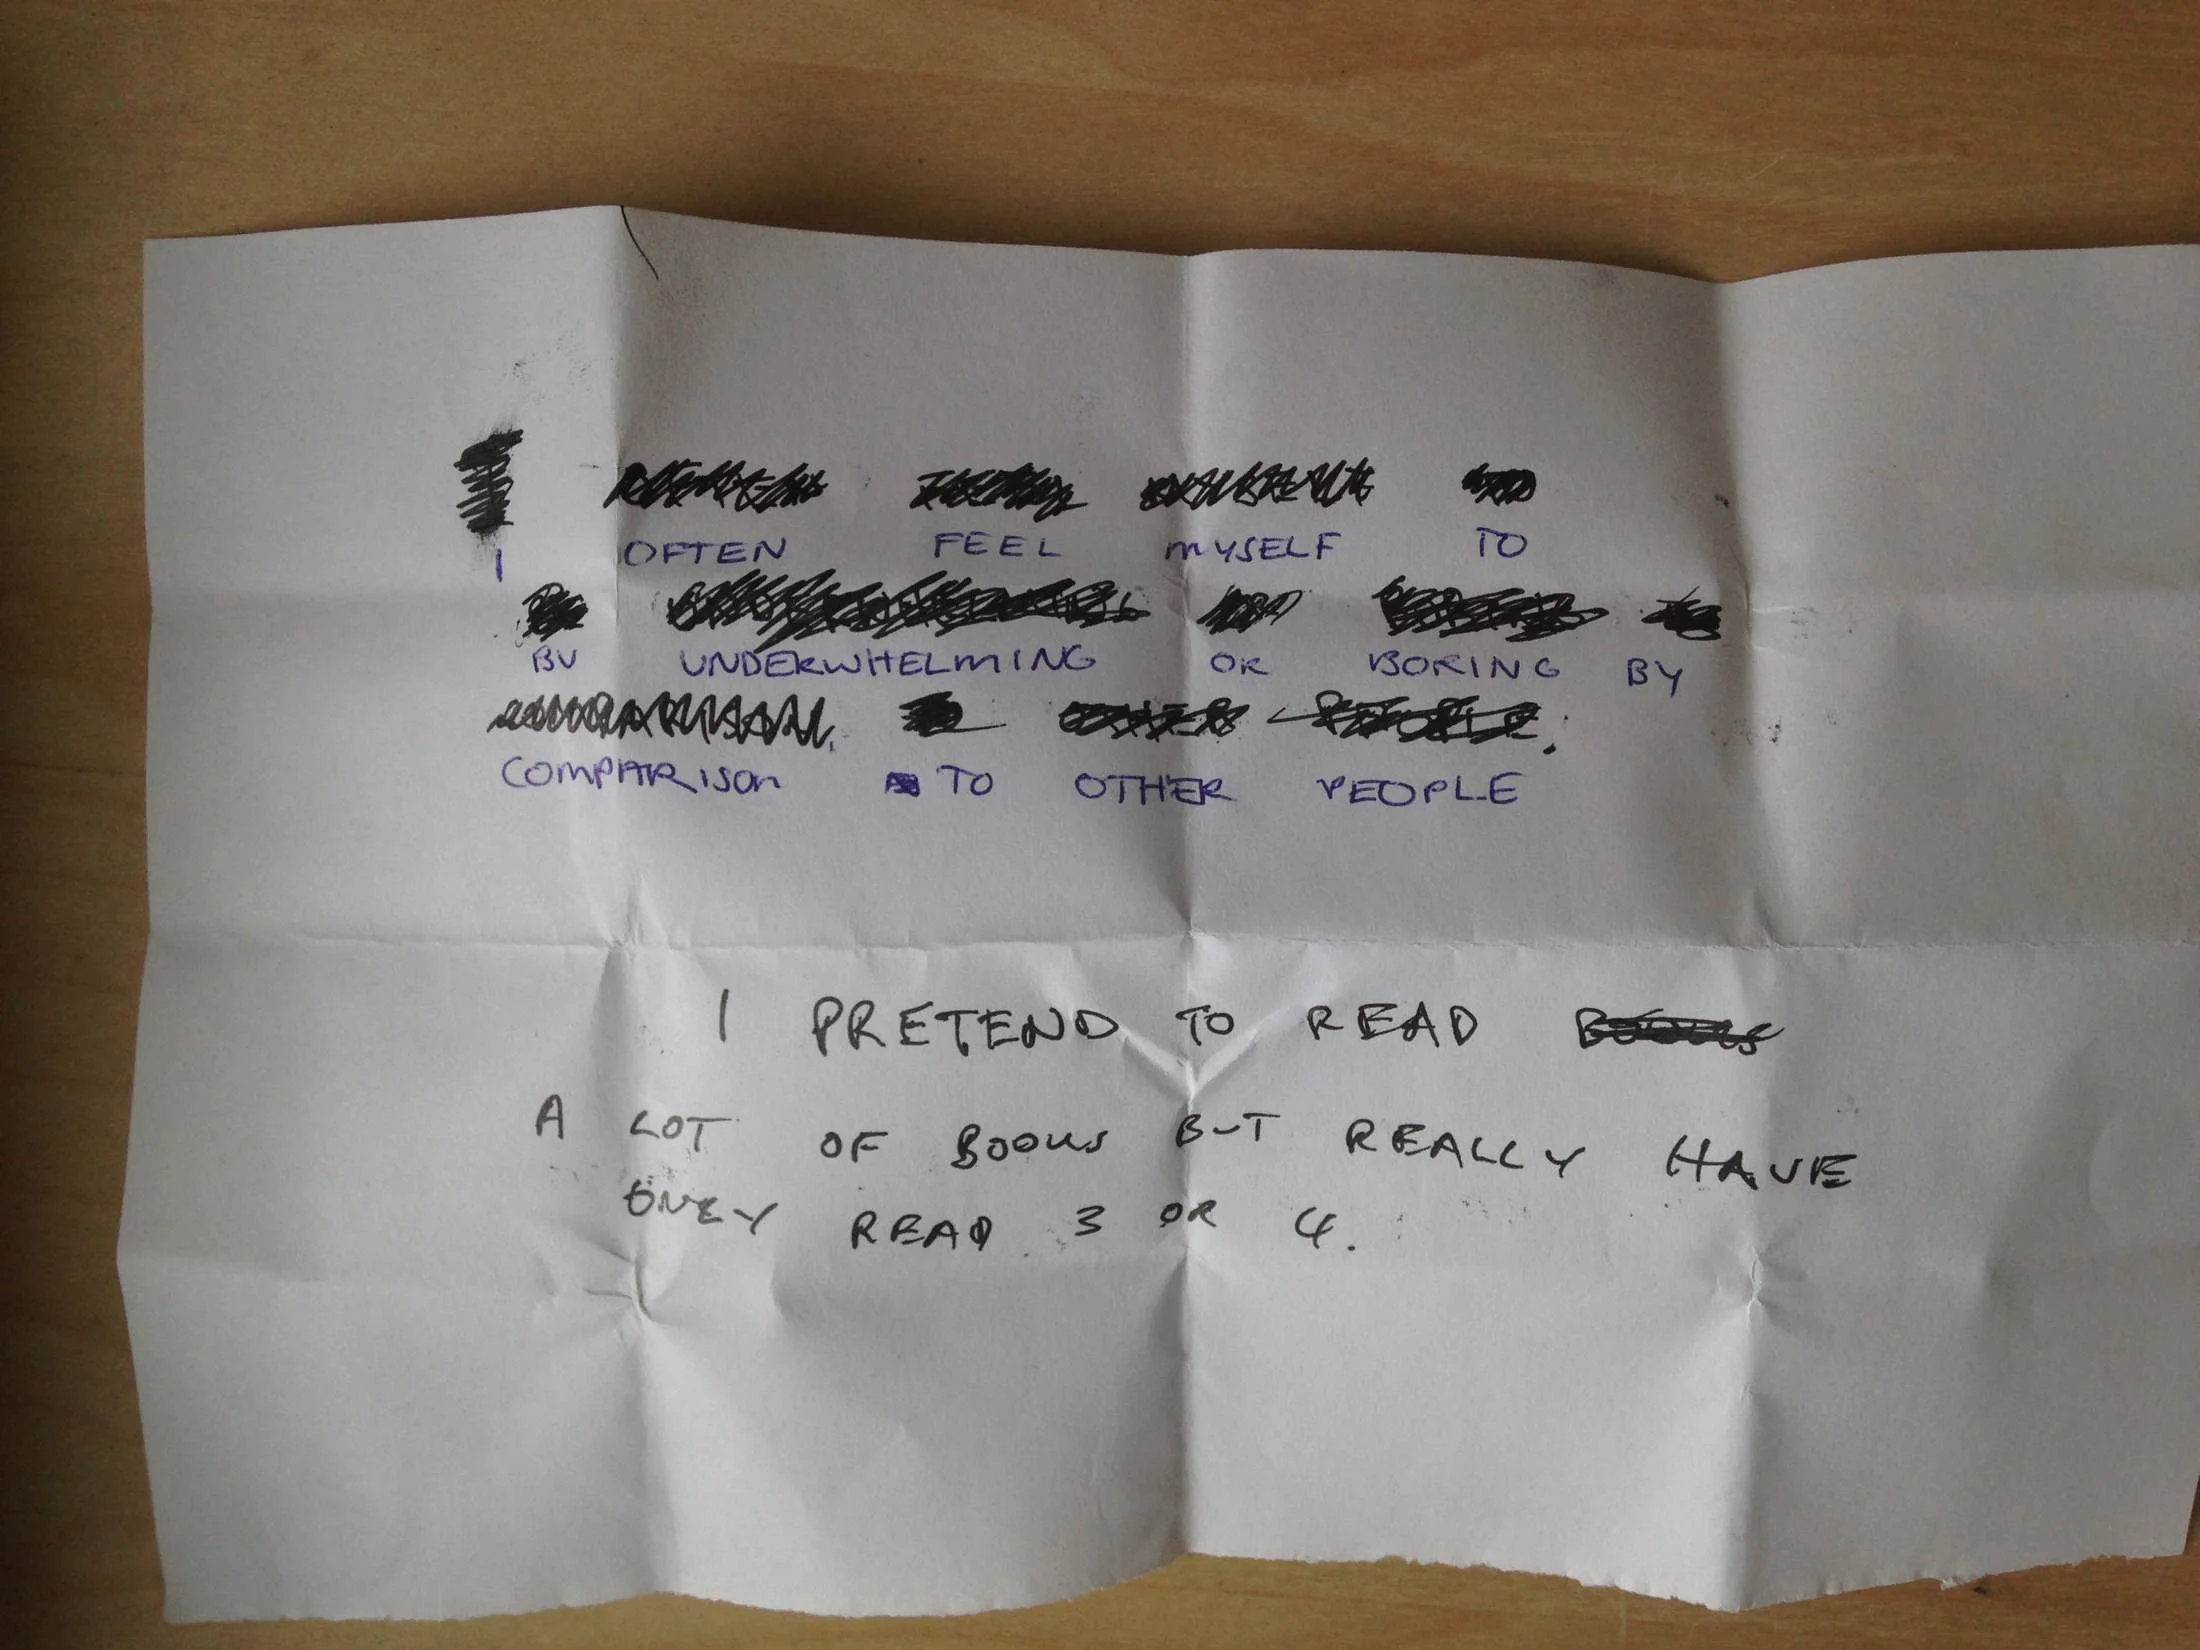 I OFTEN FEEL MYSELF TO
BU UNDERWHELMING OR BORING BY
COMPARISON TO OTHER PEOPLE
I PRETEND TO READ
A LOT OF BOOKS BUT REALLY HAVE
ONLY READ 3 OR 4.